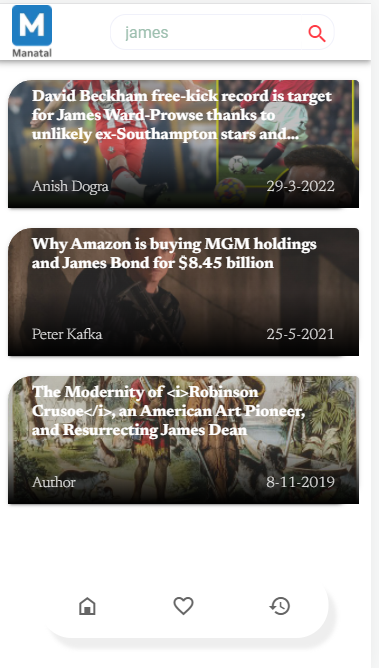 Manatal
james
David Beckham free-kick record is target
for James Ward-Prowse thanks to
unlikely ex-Southampton stars and...
Anish Dogra
29-3-2022
Why Amazon is buying MGM holdings
and James Bond for $8.45 billion
Peter Kafka
25-5-2021
The Modernity of <i>Robinson
Crusoe</i>, an American Art Pioneer,
and Resurrecting James Dean
Author
8-11-2019